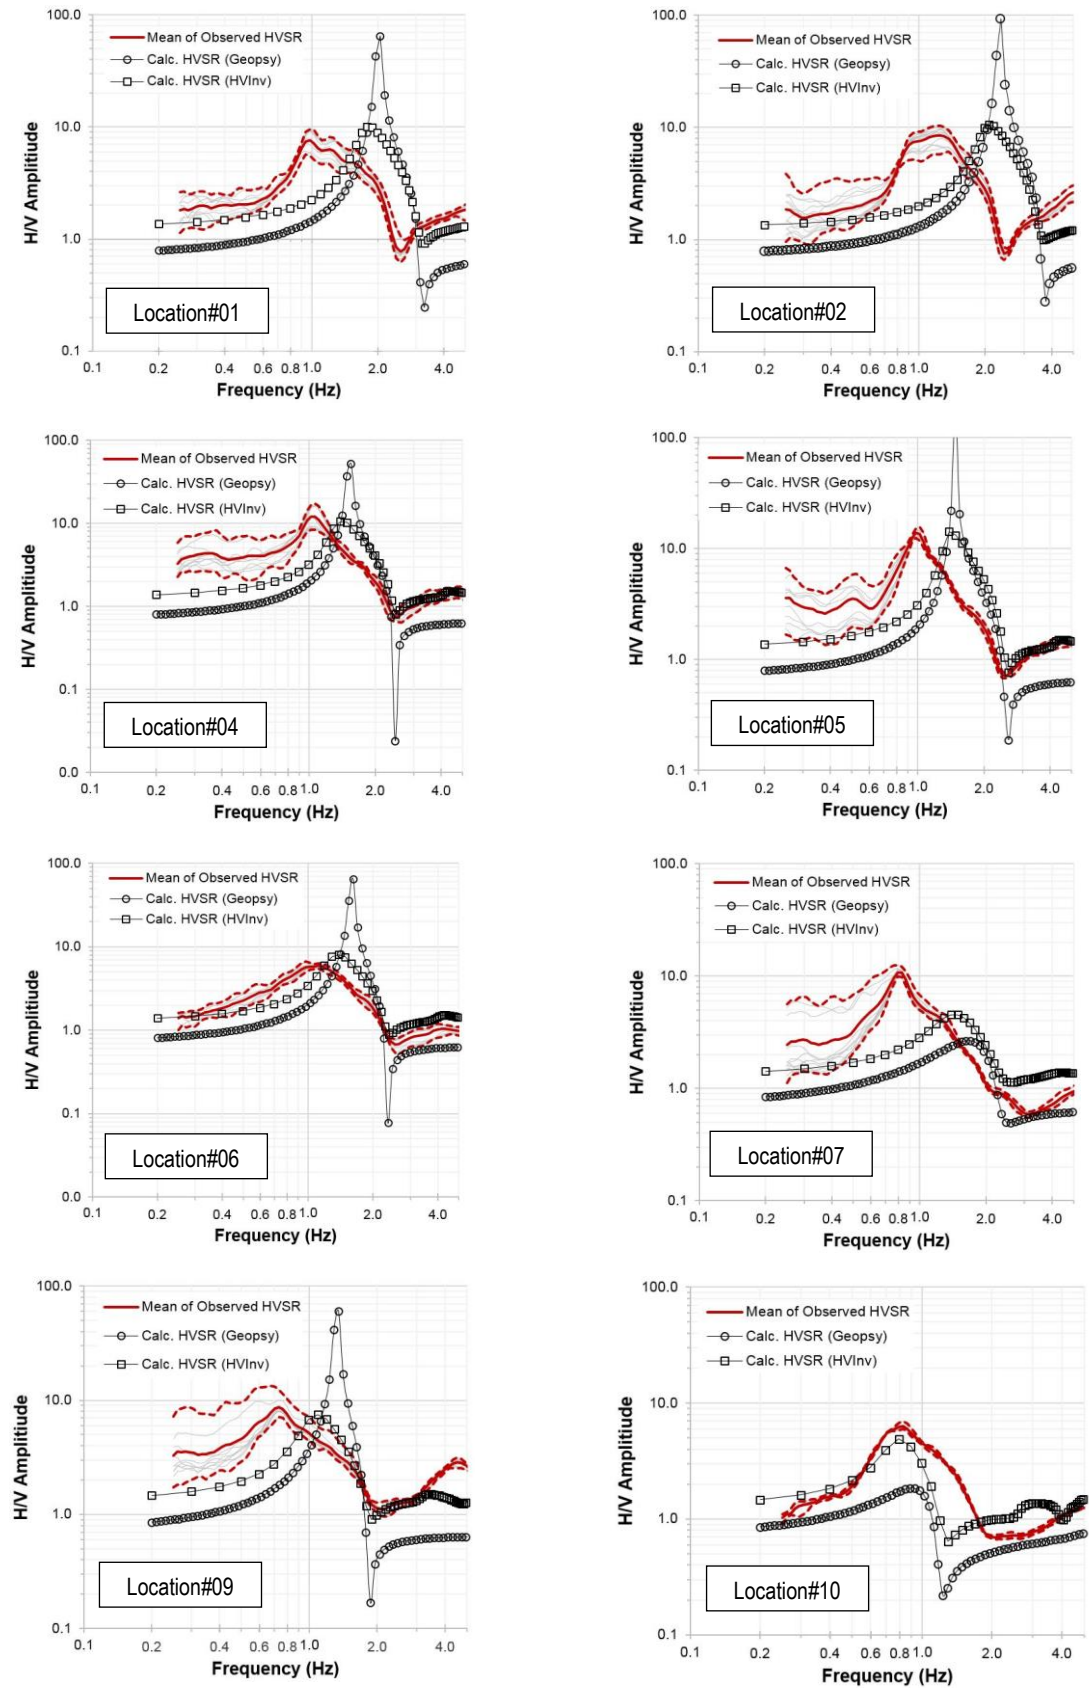 100.0
Mean of Observed HVSR
Calc. HVSR (Geopsy)
Calc. HVSR (HVInv)
10.0
1.0
0.1
H/V Amplitiude
Location#01
0.1 0.2 0.4 0.6 0.8 1.0 2.0 4.0
Frequency (Hz)
100.0
Mean of Observed HVSR
Calc. HVSR (Geopsy)
Calc. HVSR (HVInv)
10.0
1.0
0.1
H/V Amplitiude
Location#02
0.1 0.2 0.4 0.6 0.8 1.0 2.0 4.0
Frequency (Hz)
100.0
Mean of Observed HVSR
Calc. HVSR (Geopsy)
Calc. HVSR (HVInv)
10.0
1.0
0.1
0.0
H/V Amplitiude
Location#04
0.1 0.2 0.4 0.6 0.8 1.0 2.0 4.0
Frequency (Hz)
100.0
Mean of Observed HVSR
Calc. HVSR (Geopsy)
Calc. HVSR (HVInv)
10.0
1.0
0.1
H/V Amplitiude
Location#05
0.1 0.2 0.4 0.6 0.8 1.0 2.0 4.0
Frequency (Hz)
100.0
Mean of Observed HVSR
Calc. HVSR (Geopsy)
Calc. HVSR (HVInv)
10.0
1.0
0.1
0.0
H/V Amplitiude
Location#06
0.1 0.2 0.4 0.6 0.8 1.0 2.0 4.0
Frequency (Hz)
100.0
Mean of Observed HVSR
Calc. HVSR (Geopsy)
Calc. HVSR (HVInv)
10.0
1.0
0.1
H/V Amplitiude
Location#07
0.1 0.2 0.4 0.6 0.8 1.0 2.0 4.0
Frequency (Hz)
100.0
Mean of Observed HVSR
Calc. HVSR (Geopsy)
Calc. HVSR (HVInv)
10.0
1.0
0.1
H/V Amplitiude
Location#09
0.1 0.2 0.4 0.6 0.8 1.0 2.0 4.0
Frequency (Hz)
100.0
Mean of Observed HVSR
Calc. HVSR (Geopsy)
Calc. HVSR (HVInv)
10.0
1.0
0.1
H/V Amplitiude
Location#10
0.1 0.2 0.4 0.6 0.8 1.0 2.0 4.0
Frequency (Hz)